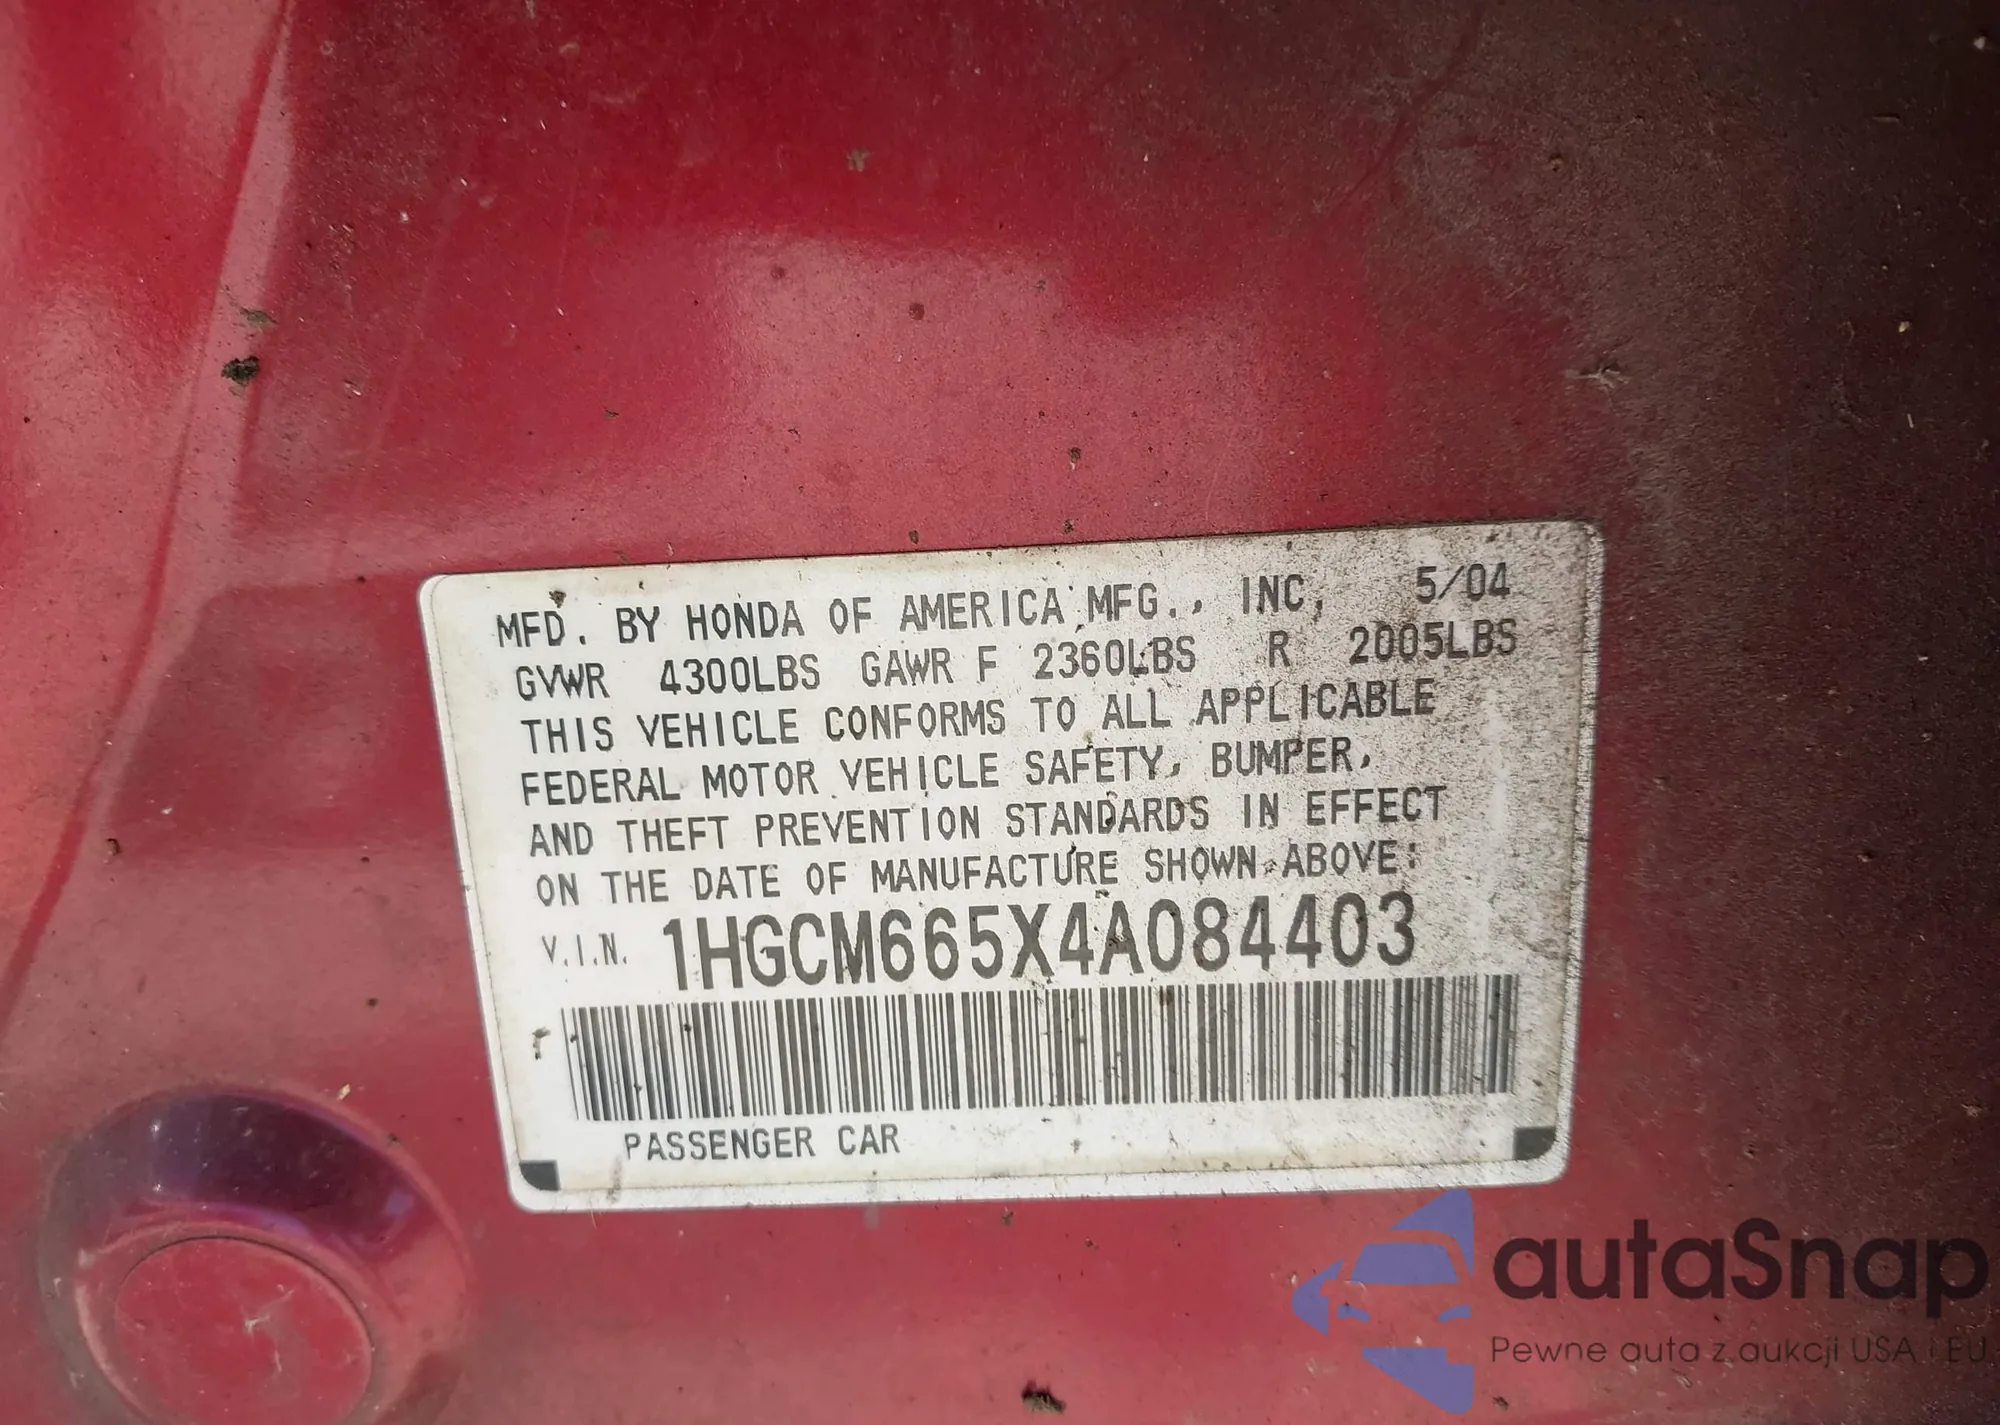 MFD. BY HONDA OF AMERICA MFG., INC, 5/04
GVWR 4300LBS GAWR F 2360LBS R 2005LBS
THIS VEHICLE CONFORMS TO ALL APPLICABLE
FEDERAL MOTOR VEHICLE SAFETY, BUMPER,
AND THEFT PREVENTION STANDARDS IN EFFECT
ON THE DATE OF MANUFACTURE SHOWN ABOVE:
V.I.N. 1HGCM665X4A084403
PASSENGER CAR
autaSnap
Pewne auta z aukcji USA i EU